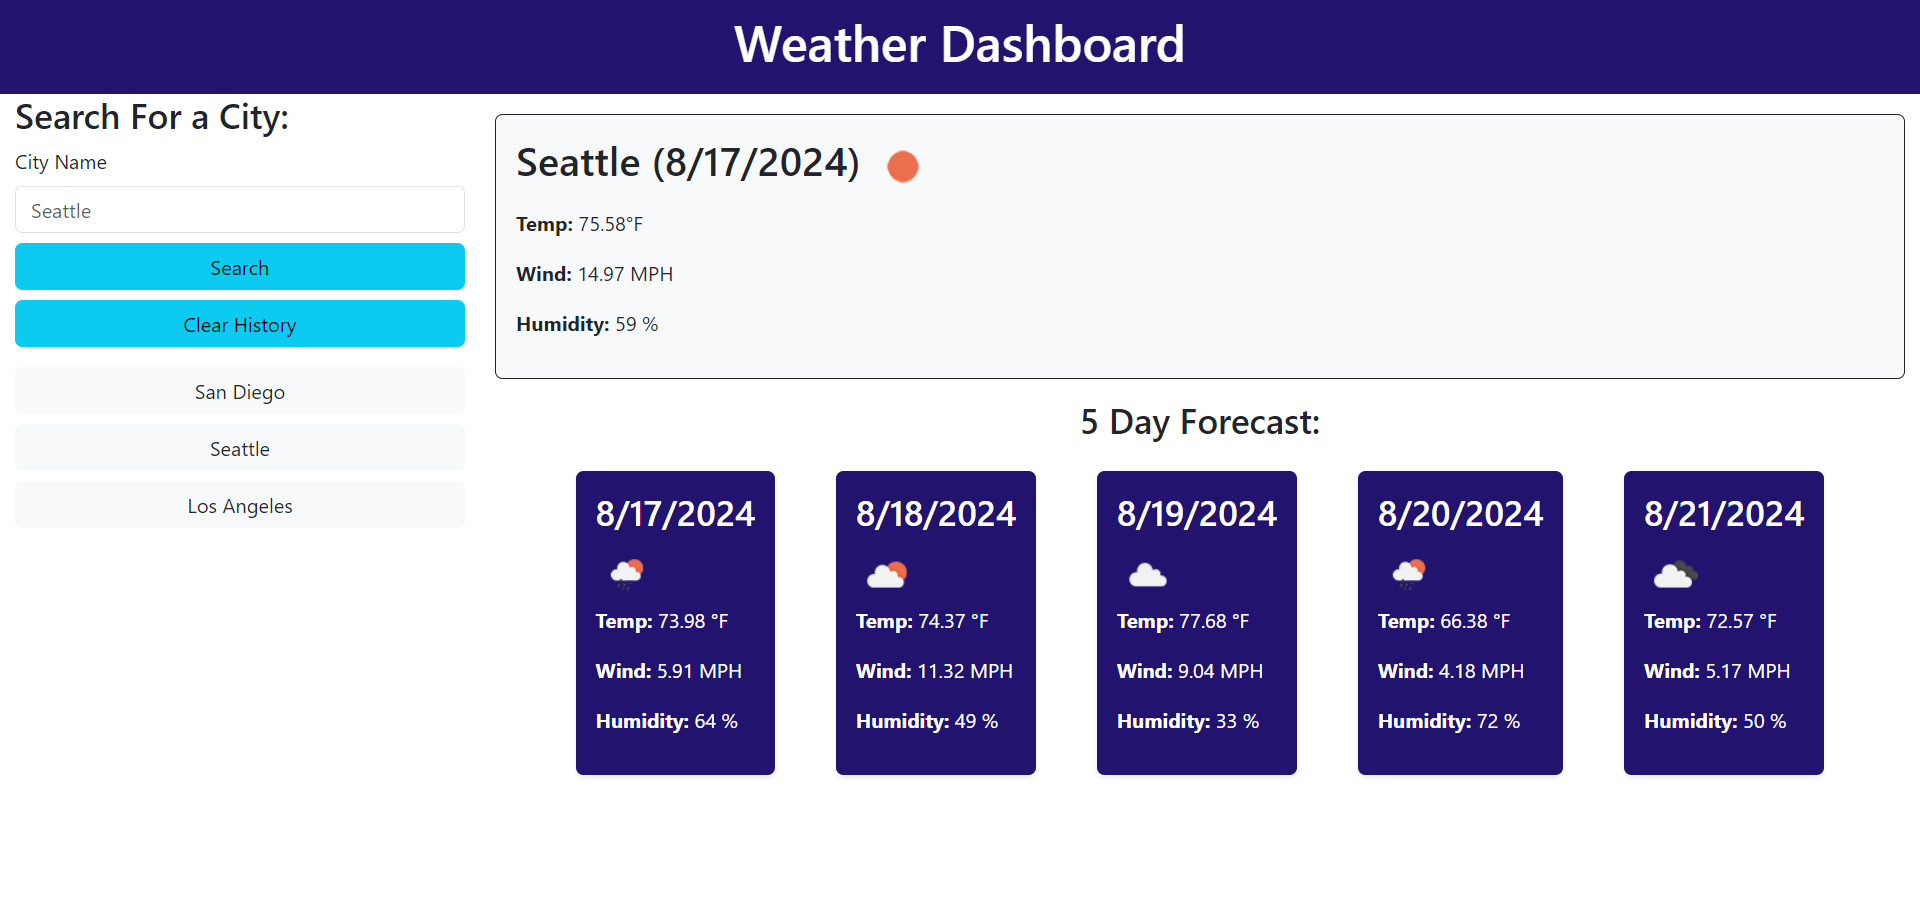 Weather Dashboard
Search For a City:
City Name
Seattle
Search
Clear History
San Diego
Seattle
Los Angeles
Seattle (8/17/2024)
Temp: 75.58°F
Wind: 14.97 MPH
Humidity: 59 %
5 Day Forecast:
8/17/2024
Temp: 73.98 °F
Wind: 5.91 MPH
Humidity: 64 %
8/18/2024
Temp: 74.37 °F
Wind: 11.32 MPH
Humidity: 49 %
8/19/2024
Temp: 77.68 °F
Wind: 9.04 MPH
Humidity: 33 %
8/20/2024
Temp: 66.38 °F
Wind: 4.18 MPH
Humidity: 72 %
8/21/2024
Temp: 72.57 °F
Wind: 5.17 MPH
Humidity: 50 %